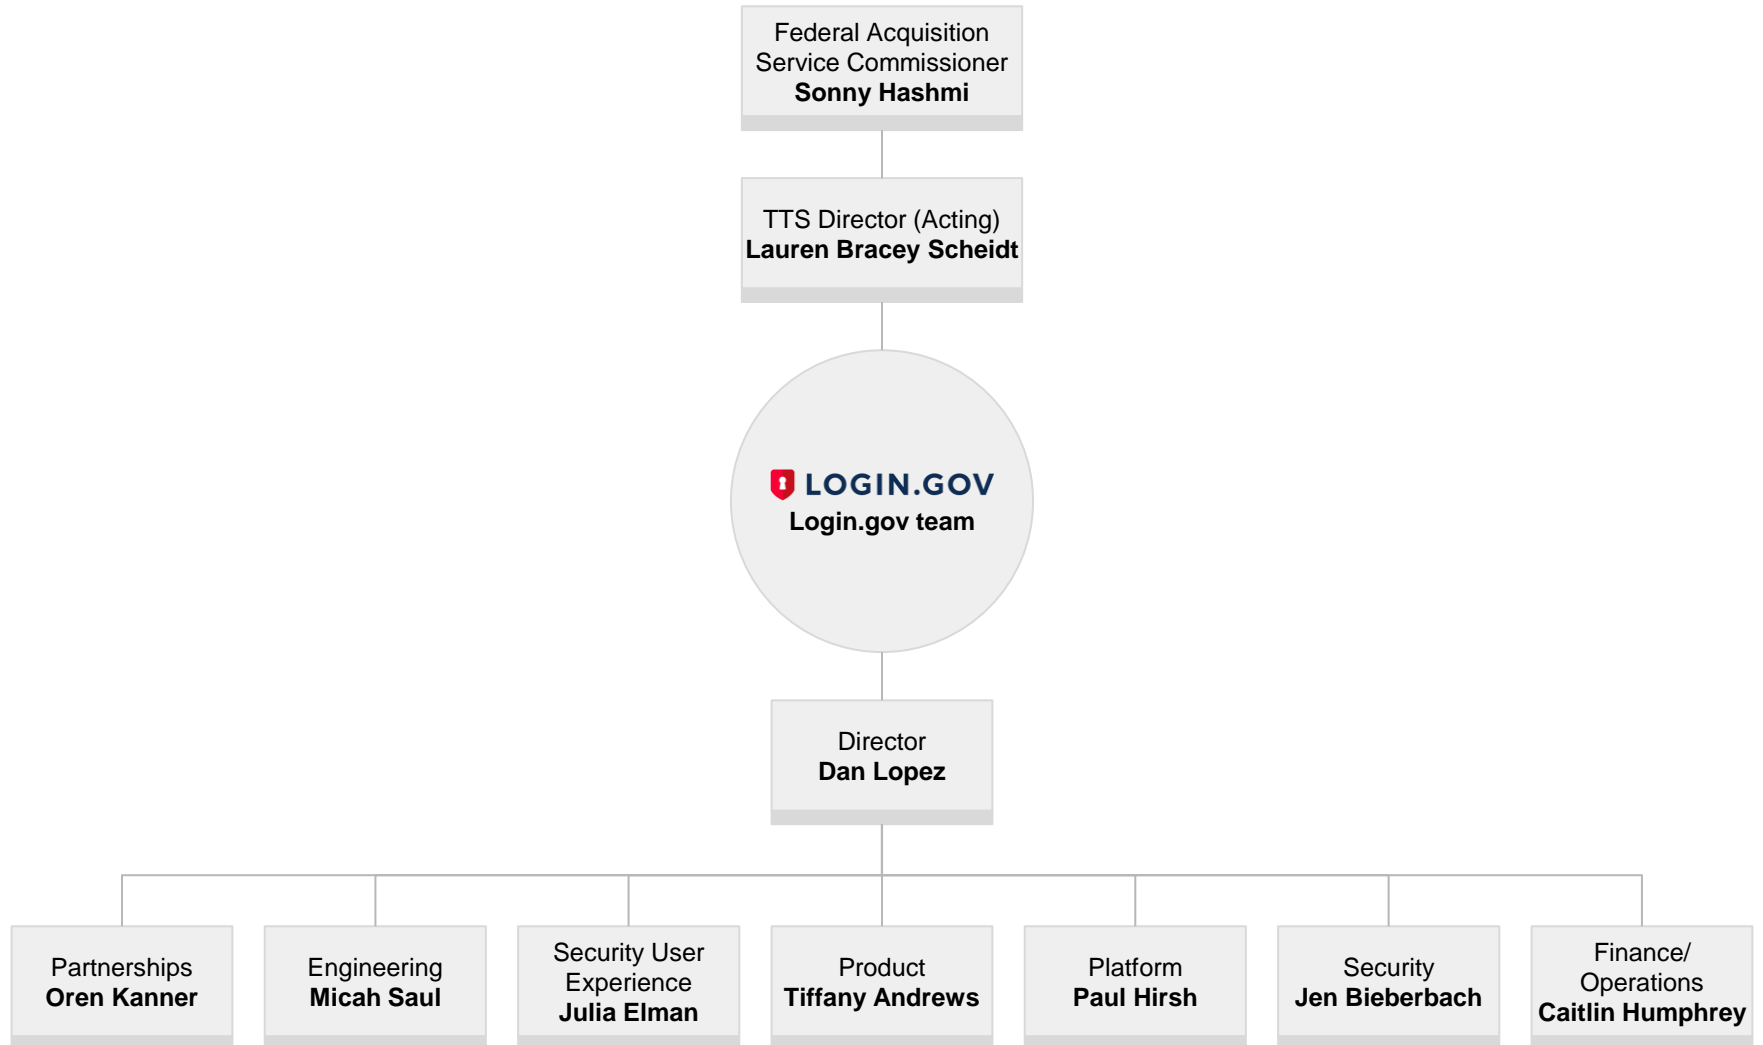 Federal Acquisition
Service Commissioner
Sonny Hashmi
TTS Director (Acting)
Lauren Bracey Scheidt
LOGIN.GOV
Login.gov team
Director
Dan Lopez
Partnerships
Oren Kanner
Engineering
Micah Saul
Security User
Experience
Julia Elman
Product
Tiffany Andrews
Platform
Paul Hirsh
Security
Jen Bieberbach
Finance/
Operations
Caitlin Humphrey